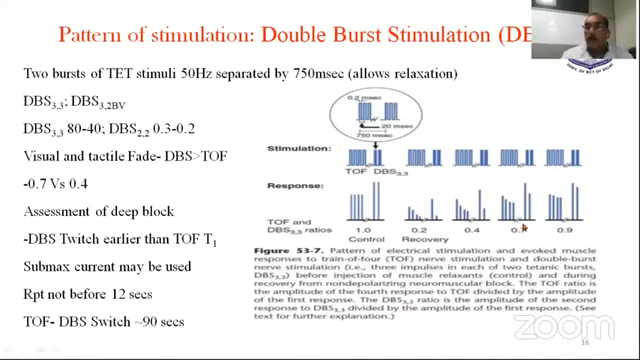 Pattern of stimulation: Double Burst Stimulation (DB
GOVT. OF NCT OF DELHI
Two bursts of TET stimuli 50Hz separated by 750msec (allows relaxation)
DBS3,3; DBS3,2BV
DBS3,3 80-40; DBS2,2 0.3-0.2
Visual and tactile Fade- DBS>TOF
-0.7 Vs 0.4
Assessment of deep block
-DBS Twitch earlier than TOF T1
Submax current may be used
Rpt not before 12 secs
TOF- DBS Switch ~90 secs
0.2 msec
20 msec
750 msec
Stimulation:
TOF DBS3,3
Response:
TOF and
DBS3,3 ratios
1.0 0.2 0.4 0.7 0.9
Control Recovery
Figure 53-7. Pattern of electrical stimulation and evoked muscle
responses to train-of-four (TOF) nerve stimulation and double-burst
nerve stimulation (i.e., three impulses in each of two tetanic bursts,
DBS3,3) before injection of muscle relaxants (control) and during
recovery from nondepolarizing neuromuscular block. The TOF ratio is
the amplitude of the fourth response to TOF divided by the amplitude
of the first response. The DBS3,3 ratio is the amplitude of the second
response to DBS3,3 divided by the amplitude of the first response. (See
text for further explanation.)
zoom
16